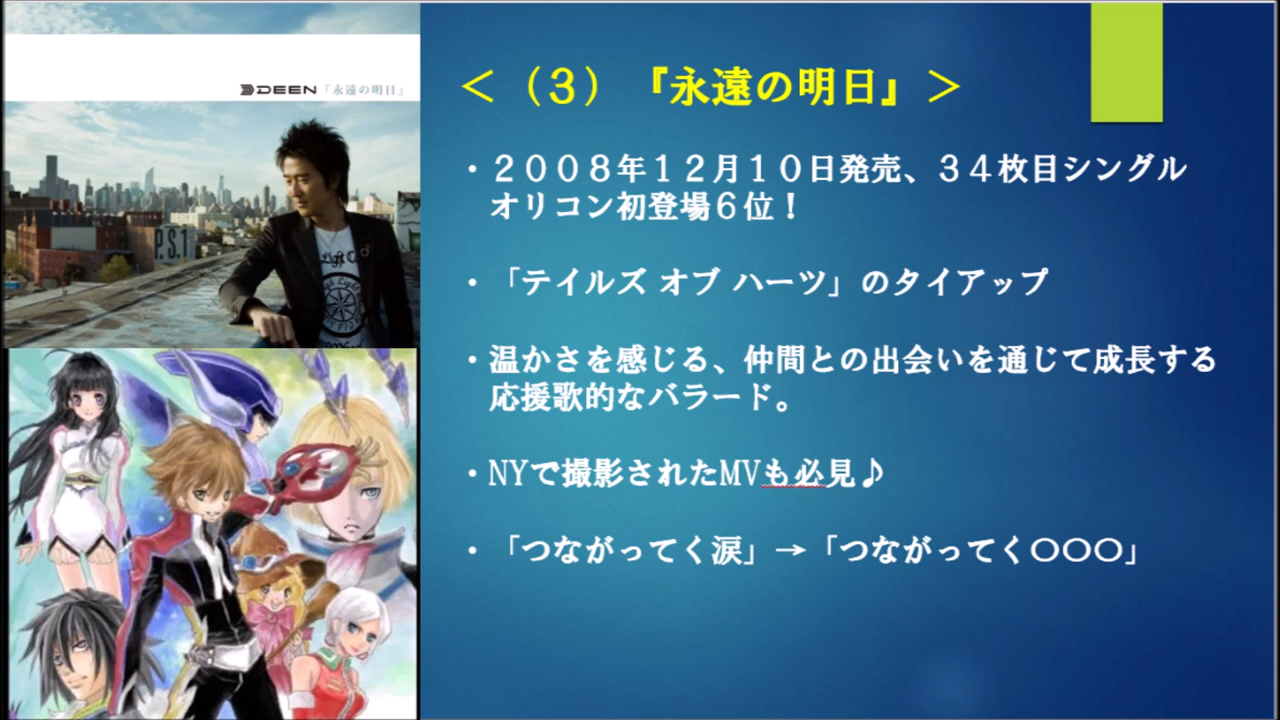 DEEN「永遠の明日」
P.S.1
Light C
＜（３）『永遠の明日』＞
・２００８年１２月１０日発売、３４枚目シングル
オリコン初登場６位！
・「テイルズ オブ ハーツ」のタイアップ
・温かさを感じる、仲間との出会いを通じて成長する
応援歌的なバラード。
・NYで撮影されたMVも必見♪
・「つながってく涙」→「つながってく〇〇〇」